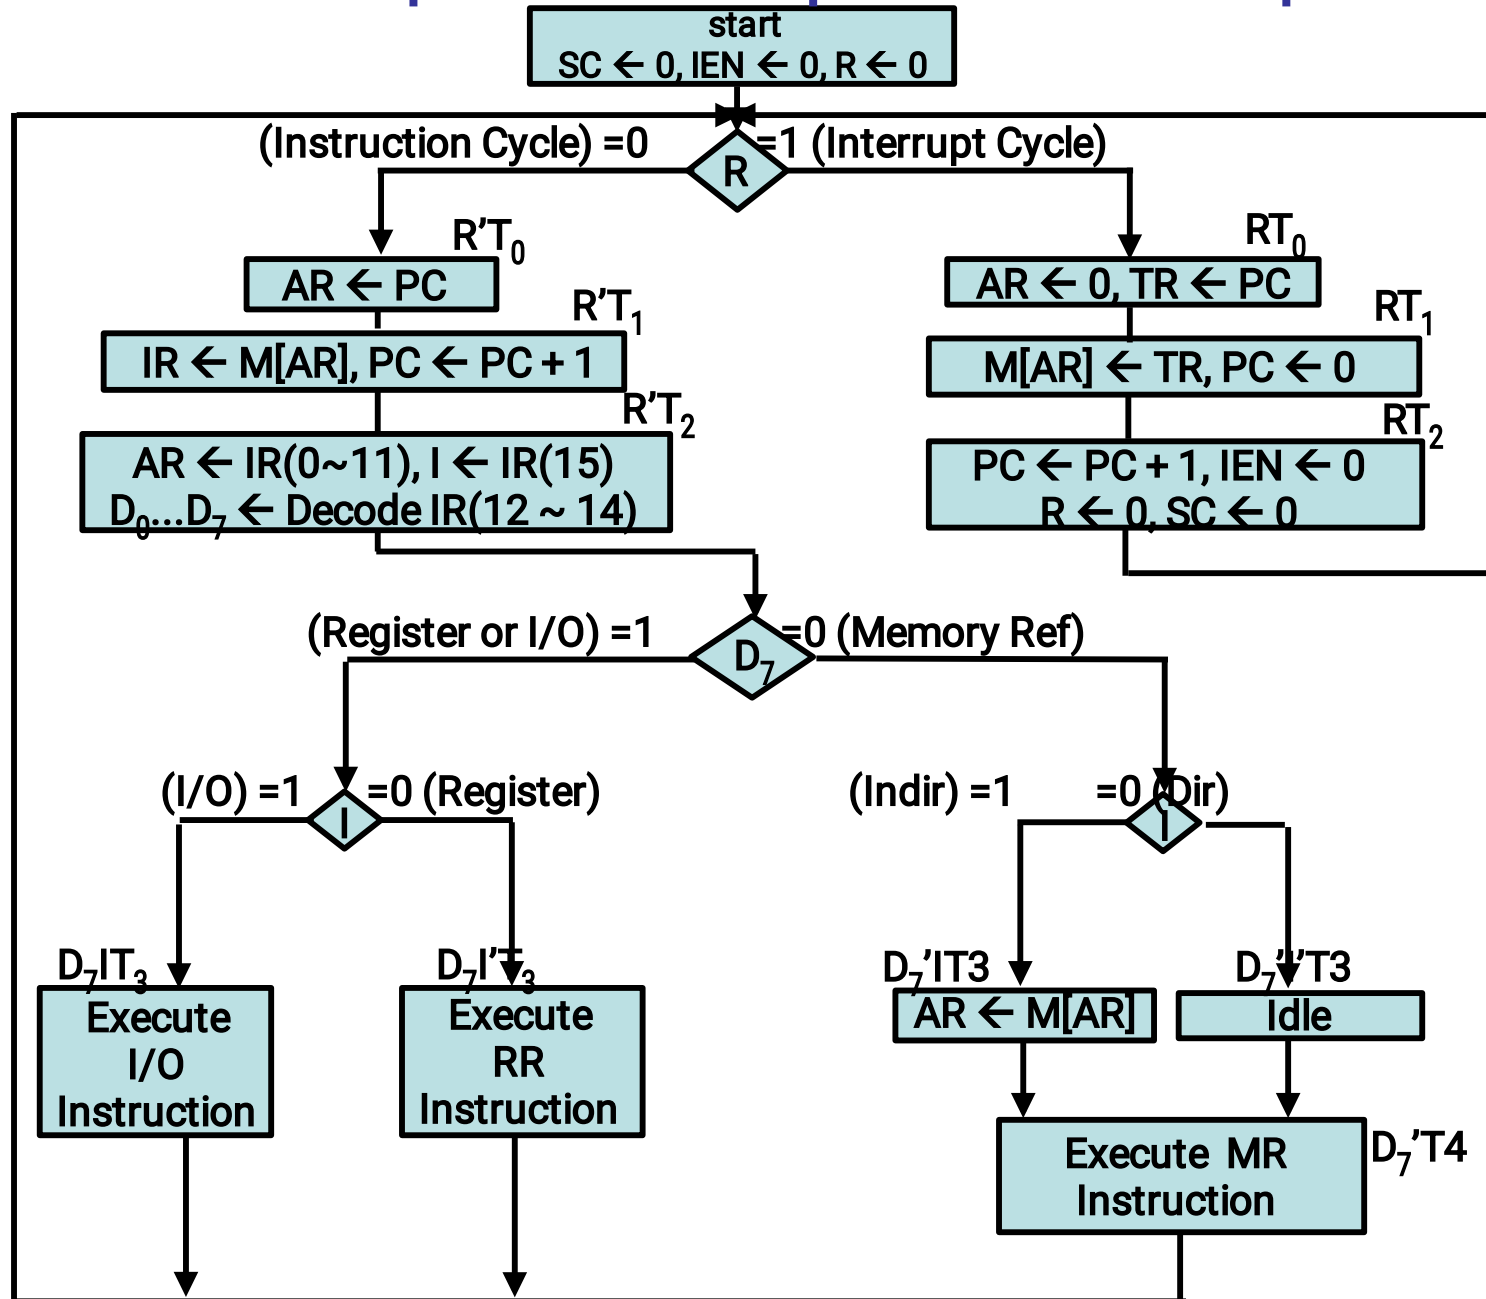 start
SC ← 0, IEN ← 0, R ← 0
(Instruction Cycle) =0
=1 (Interrupt Cycle)
R
R’T₀
RT₀
AR ← PC
AR ← 0, TR ← PC
R’T₁
RT₁
IR ← M[AR], PC ← PC + 1
M[AR] ← TR, PC ← 0
R’T₂
RT₂
AR ← IR(0~11), I ← IR(15)
D₀...D₇ ← Decode IR(12 ~ 14)
PC ← PC + 1, IEN ← 0
R ← 0, SC ← 0
(Register or I/O) =1
=0 (Memory Ref)
D₇
(I/O) =1
=0 (Register)
(Indir) =1
=0 (Dir)
I
I
D₇IT₃
D₇I’T₃
D₇’IT3
D₇’I’T3
Execute
I/O
Instruction
Execute
RR
Instruction
AR ← M[AR]
Idle
Execute MR
Instruction
D₇’T4